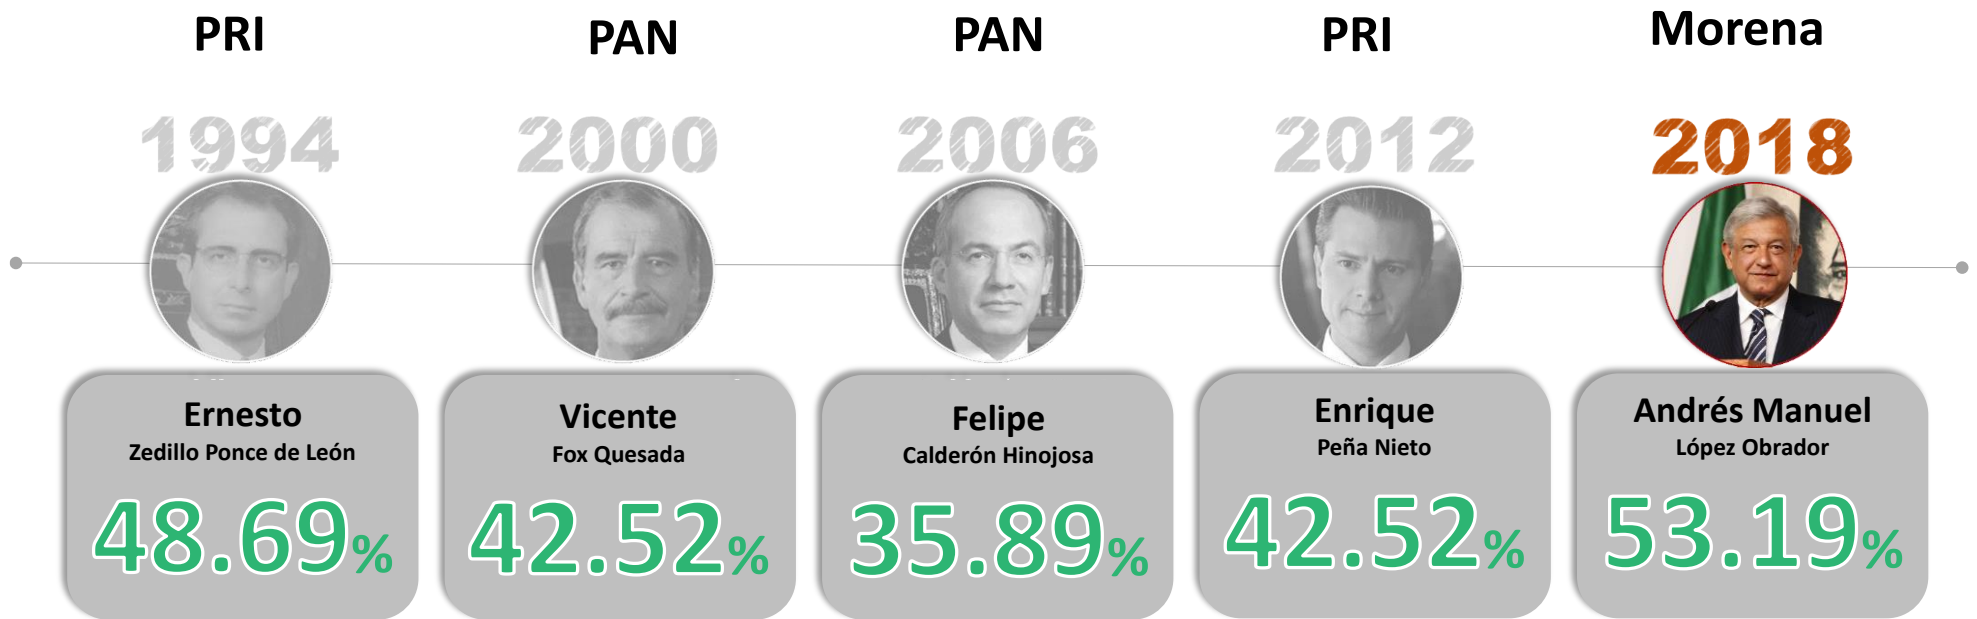 PRI
PAN
PAN
PRI
Morena
1994
2000
2006
2012
2018
Ernesto
Zedillo Ponce de León
48.69%
Vicente
Fox Quesada
42.52%
Felipe
Calderón Hinojosa
35.89%
Enrique
Peña Nieto
42.52%
Andrés Manuel
López Obrador
53.19%